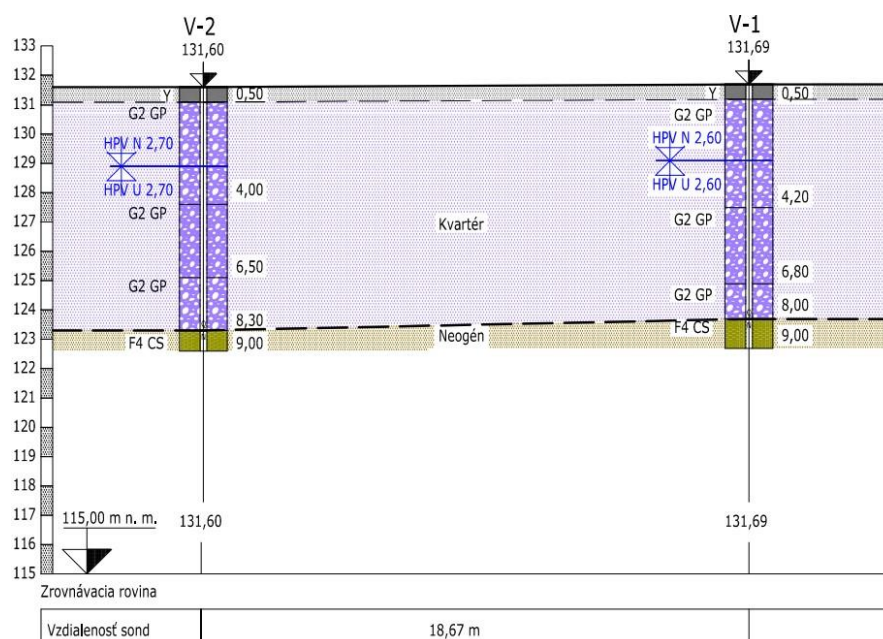 V-2
V-1
131,60
131,69
133
132
131
130
129
128
127
126
125
124
123
122
121
120
119
118
117
116
115
Y
0,50
G2 GP
HPV N 2,70
HPV U 2,70
4,00
G2 GP
6,50
G2 GP
8,30
F4 CS
9,00
Kvartér
Neogén
Y
0,50
G2 GP
HPV N 2,60
HPV U 2,60
4,20
G2 GP
6,80
G2 GP
8,00
F4 CS
9,00
115,00 m n. m.
131,60
131,69
Zrovnávacia rovina
Vzdialenosť sond
18,67 m